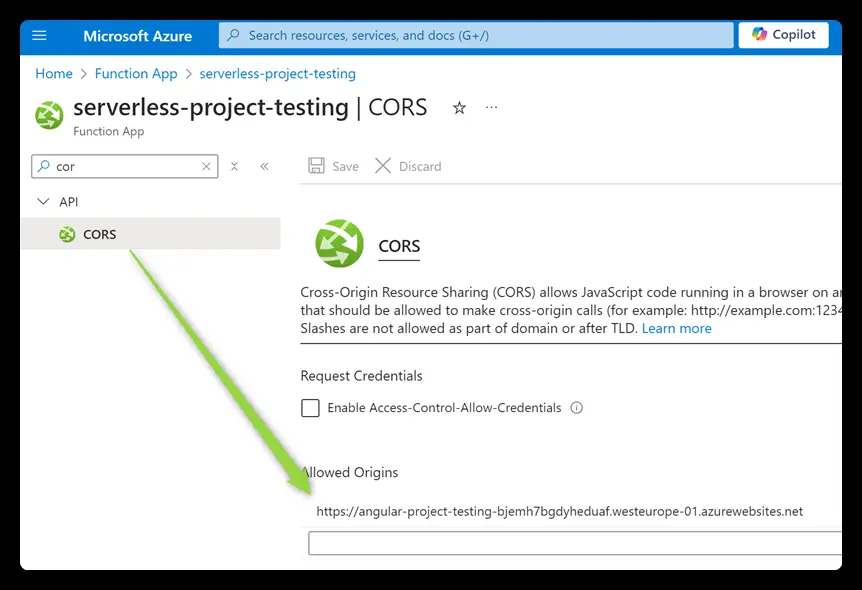 Microsoft Azure
Search resources, services, and docs (G+/)
Copilot
Home > Function App > serverless-project-testing
serverless-project-testing | CORS
Function App
cor
Save
Discard
API
CORS
CORS
Cross-Origin Resource Sharing (CORS) allows JavaScript code running in a browser on an
that should be allowed to make cross-origin calls (for example: http://example.com:1234
Slashes are not allowed as part of domain or after TLD. Learn more
Request Credentials
Enable Access-Control-Allow-Credentials
Allowed Origins
https://angular-project-testing-bjemh7bgdyheduaf.westeurope-01.azurewebsites.net